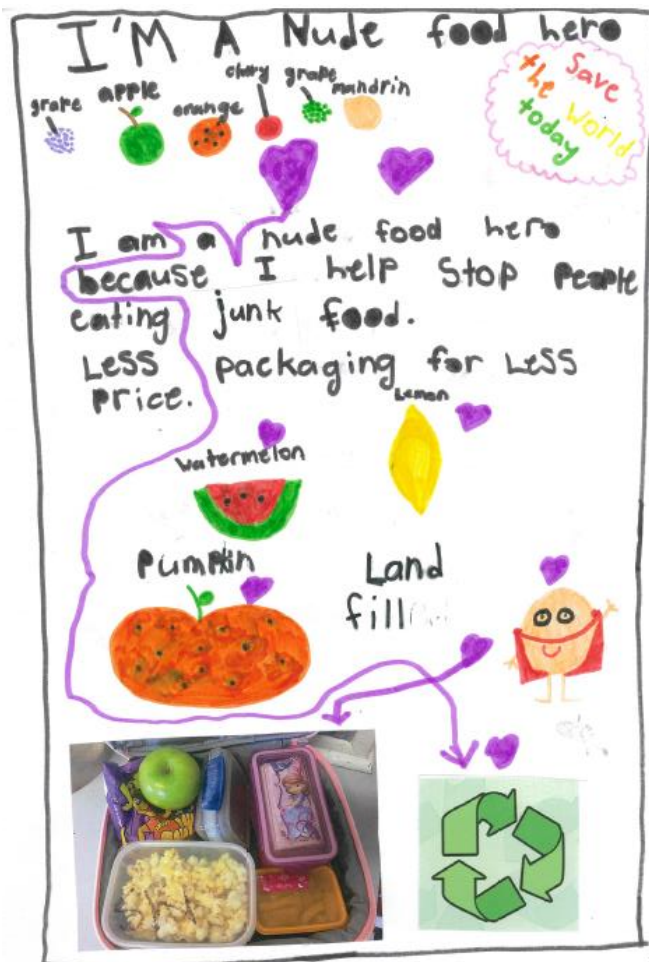 I'M A Nude food hero
Save
the World
today
grape apple orange chery grape mandrin
I am a nude food hero
because I help Stop People
eating junk food.
Less packaging for Less
Price.
Lemon
watermelon
Pumpkin
Land
fill